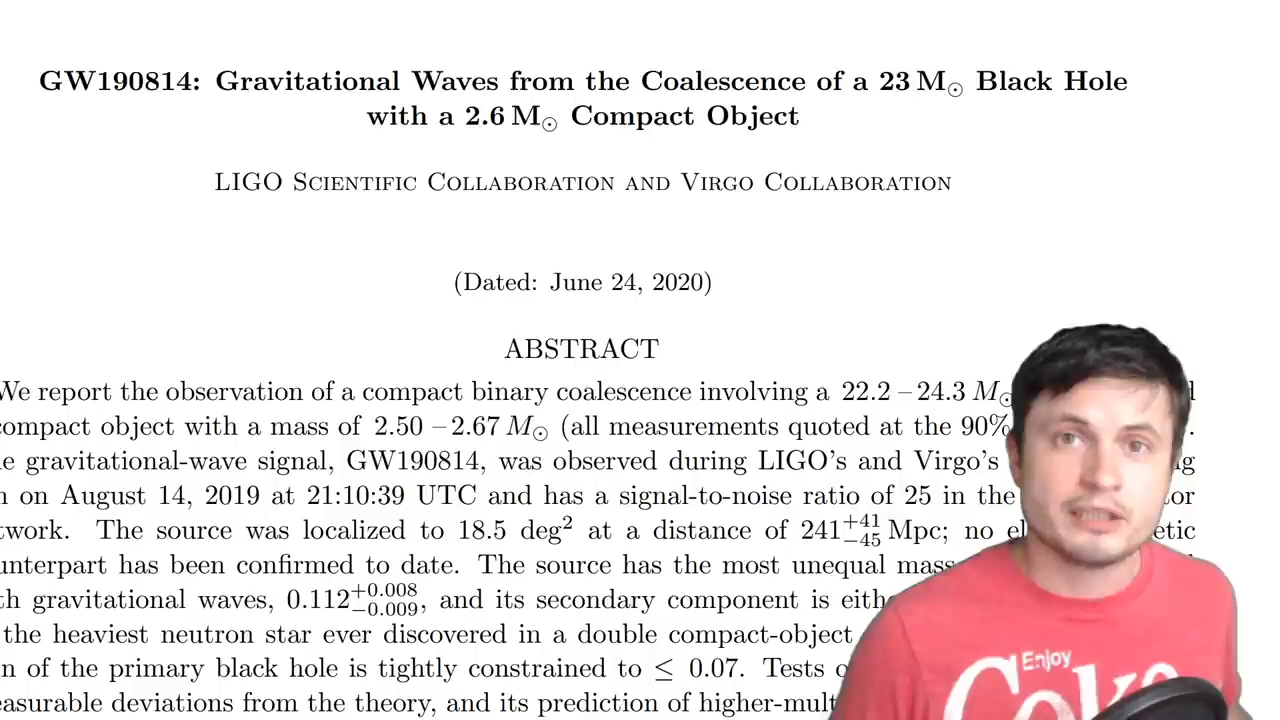 GW190814: Gravitational Waves from the Coalescence of a 23 M⊙ Black Hole
with a 2.6 M⊙ Compact Object
LIGO Scientific Collaboration and Virgo Collaboration
(Dated: June 24, 2020)
ABSTRACT
We report the observation of a compact binary coalescence involving a 22.2 – 24.3 M⊙
compact object with a mass of 2.50 – 2.67 M⊙ (all measurements quoted at the 90%
gravitational-wave signal, GW190814, was observed during LIGO's and Virgo's
on August 14, 2019 at 21:10:39 UTC and has a signal-to-noise ratio of 25 in the
The source was localized to 18.5 deg² at a distance of 241 +41 −45 Mpc; no
has been confirmed to date. The source has the most unequal mass
gravitational waves, 0.112 +0.008 −0.009, and its secondary component is
the heaviest neutron star ever discovered in a double compact-object
of the primary black hole is tightly constrained to ≤ 0.07. Tests
deviations from the theory, and its prediction of
Enjoy
Coke